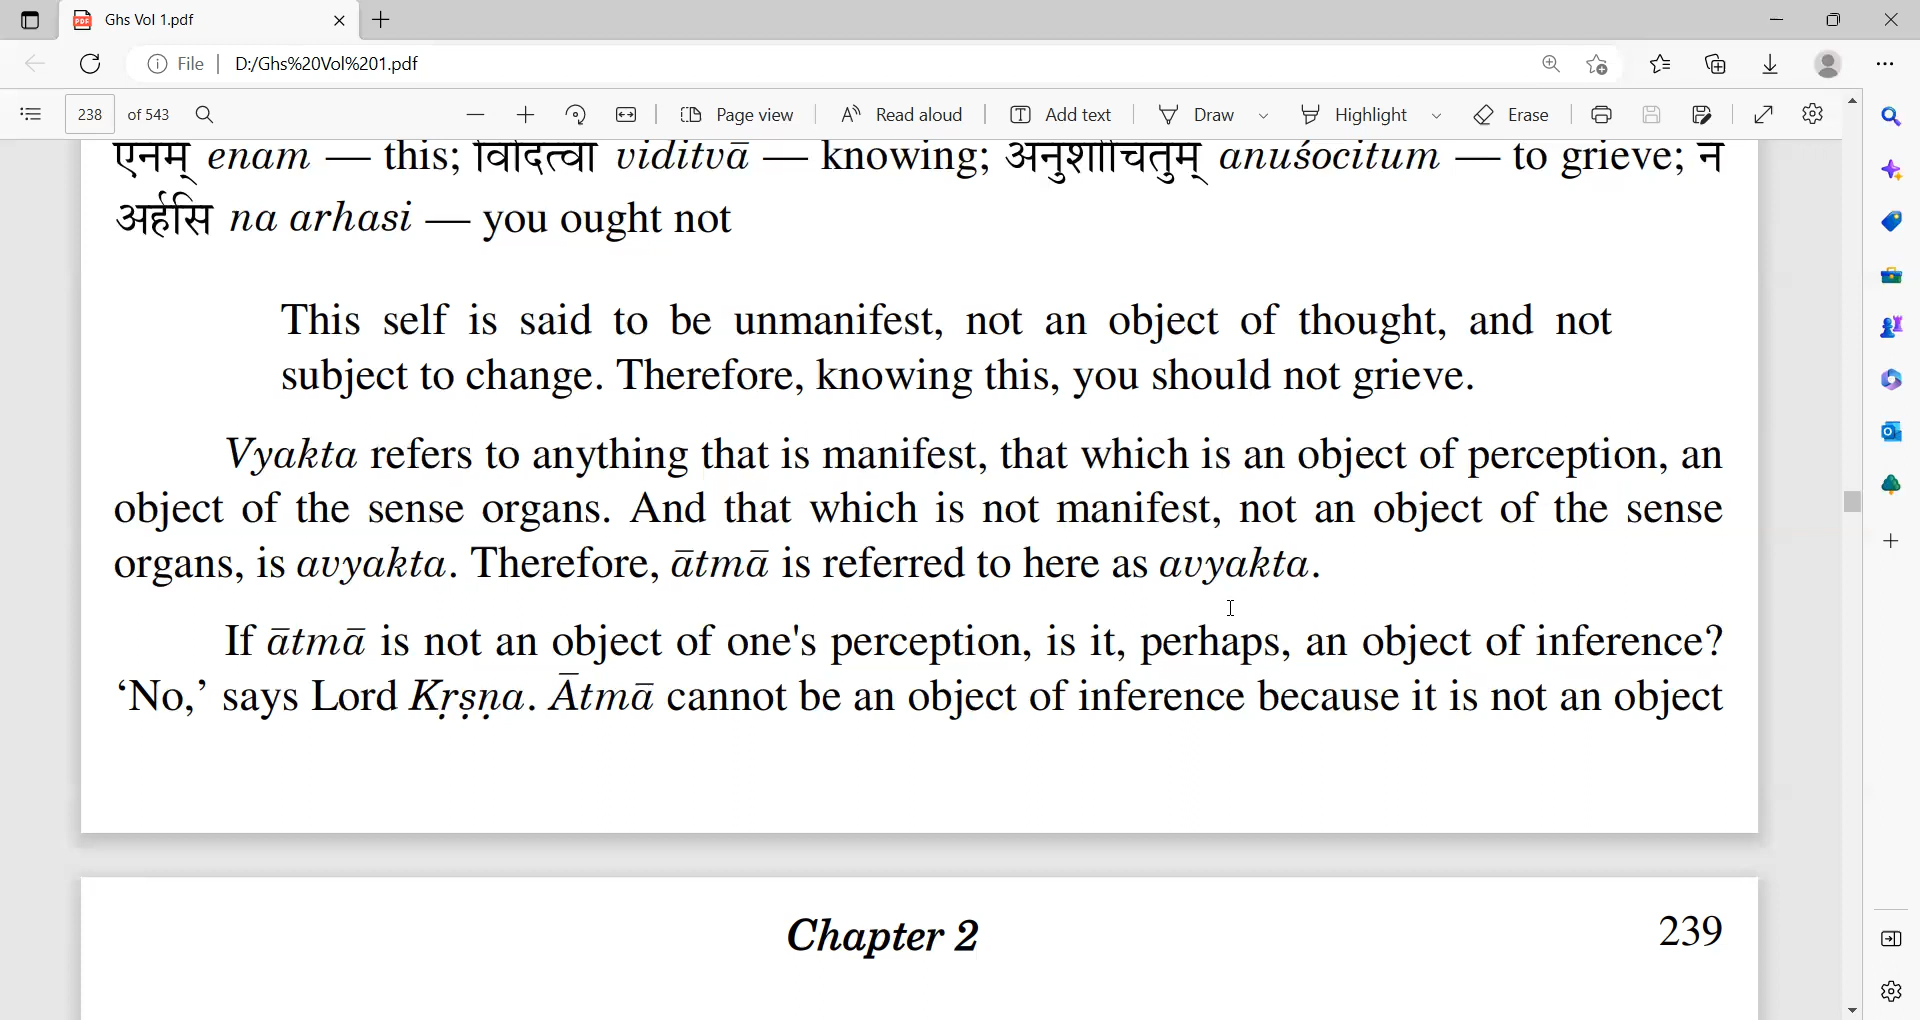 Ghs Vol 1.pdf
File D:/Ghs%20Vol%201.pdf
238 of 543 Page view Read aloud Add text Draw Highlight Erase
एनम् enam — this; विदित्वा viditvā — knowing; अनुशोचितुम् anuśocitum — to grieve; न
अर्हसि na arhasi — you ought not
This self is said to be unmanifest, not an object of thought, and not
subject to change. Therefore, knowing this, you should not grieve.
Vyakta refers to anything that is manifest, that which is an object of perception, an
object of the sense organs. And that which is not manifest, not an object of the sense
organs, is avyakta. Therefore, ātmā is referred to here as avyakta.
If ātmā is not an object of one's perception, is it, perhaps, an object of inference?
‘No,’ says Lord Kṛṣṇa. Ātmā cannot be an object of inference because it is not an object
Chapter 2 239